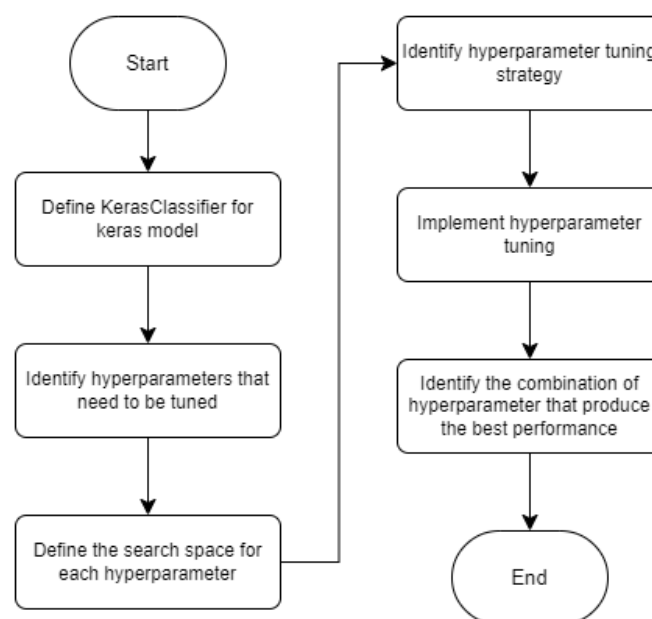 Start
Define KerasClassifier for
keras model
Identify hyperparameters that
need to be tuned
Define the search space for
each hyperparameter
Identify hyperparameter tuning
strategy
Implement hyperparameter
tuning
Identify the combination of
hyperparameter that produce
the best performance
End